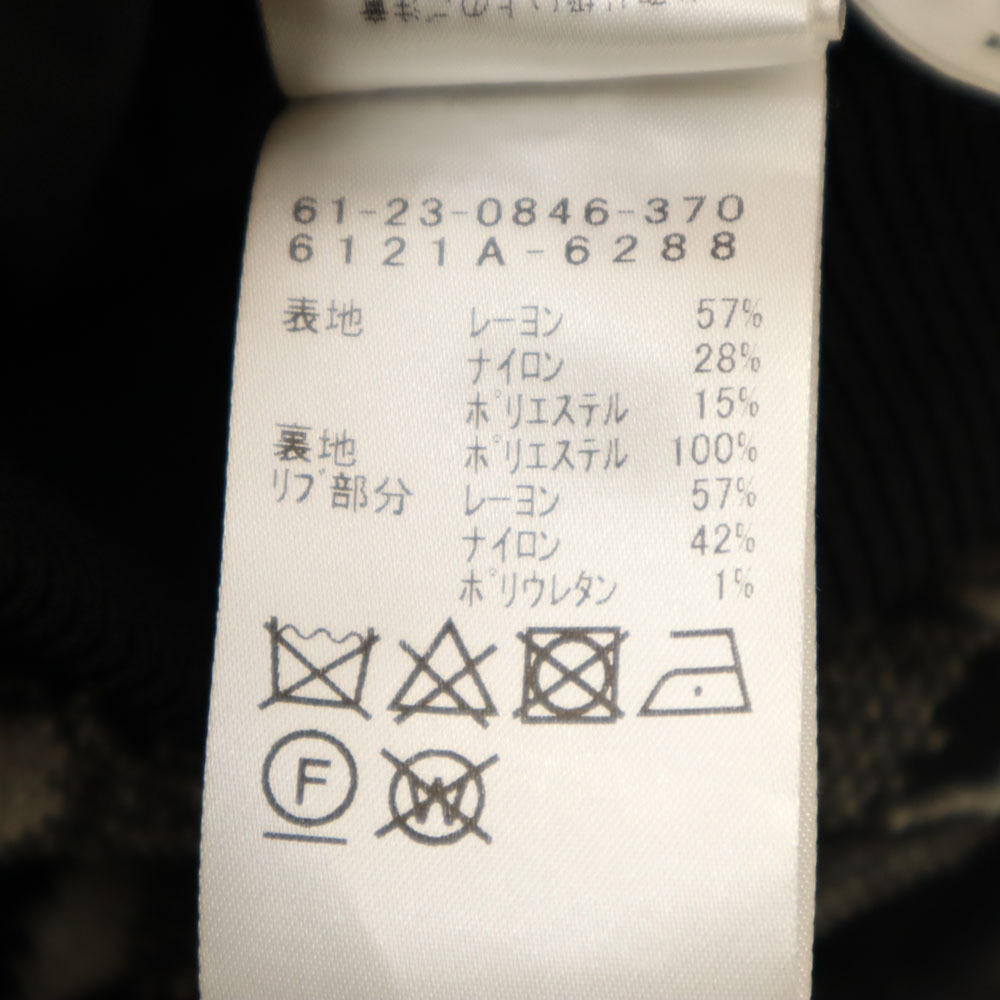 61-23-0846-370
6121A-6288
表地 レーヨン 57%
ナイロン 28%
ポリエステル 15%
裏地 ポリエステル 100%
リブ部分 レーヨン 57%
ナイロン 42%
ポリウレタン 1%
F
W